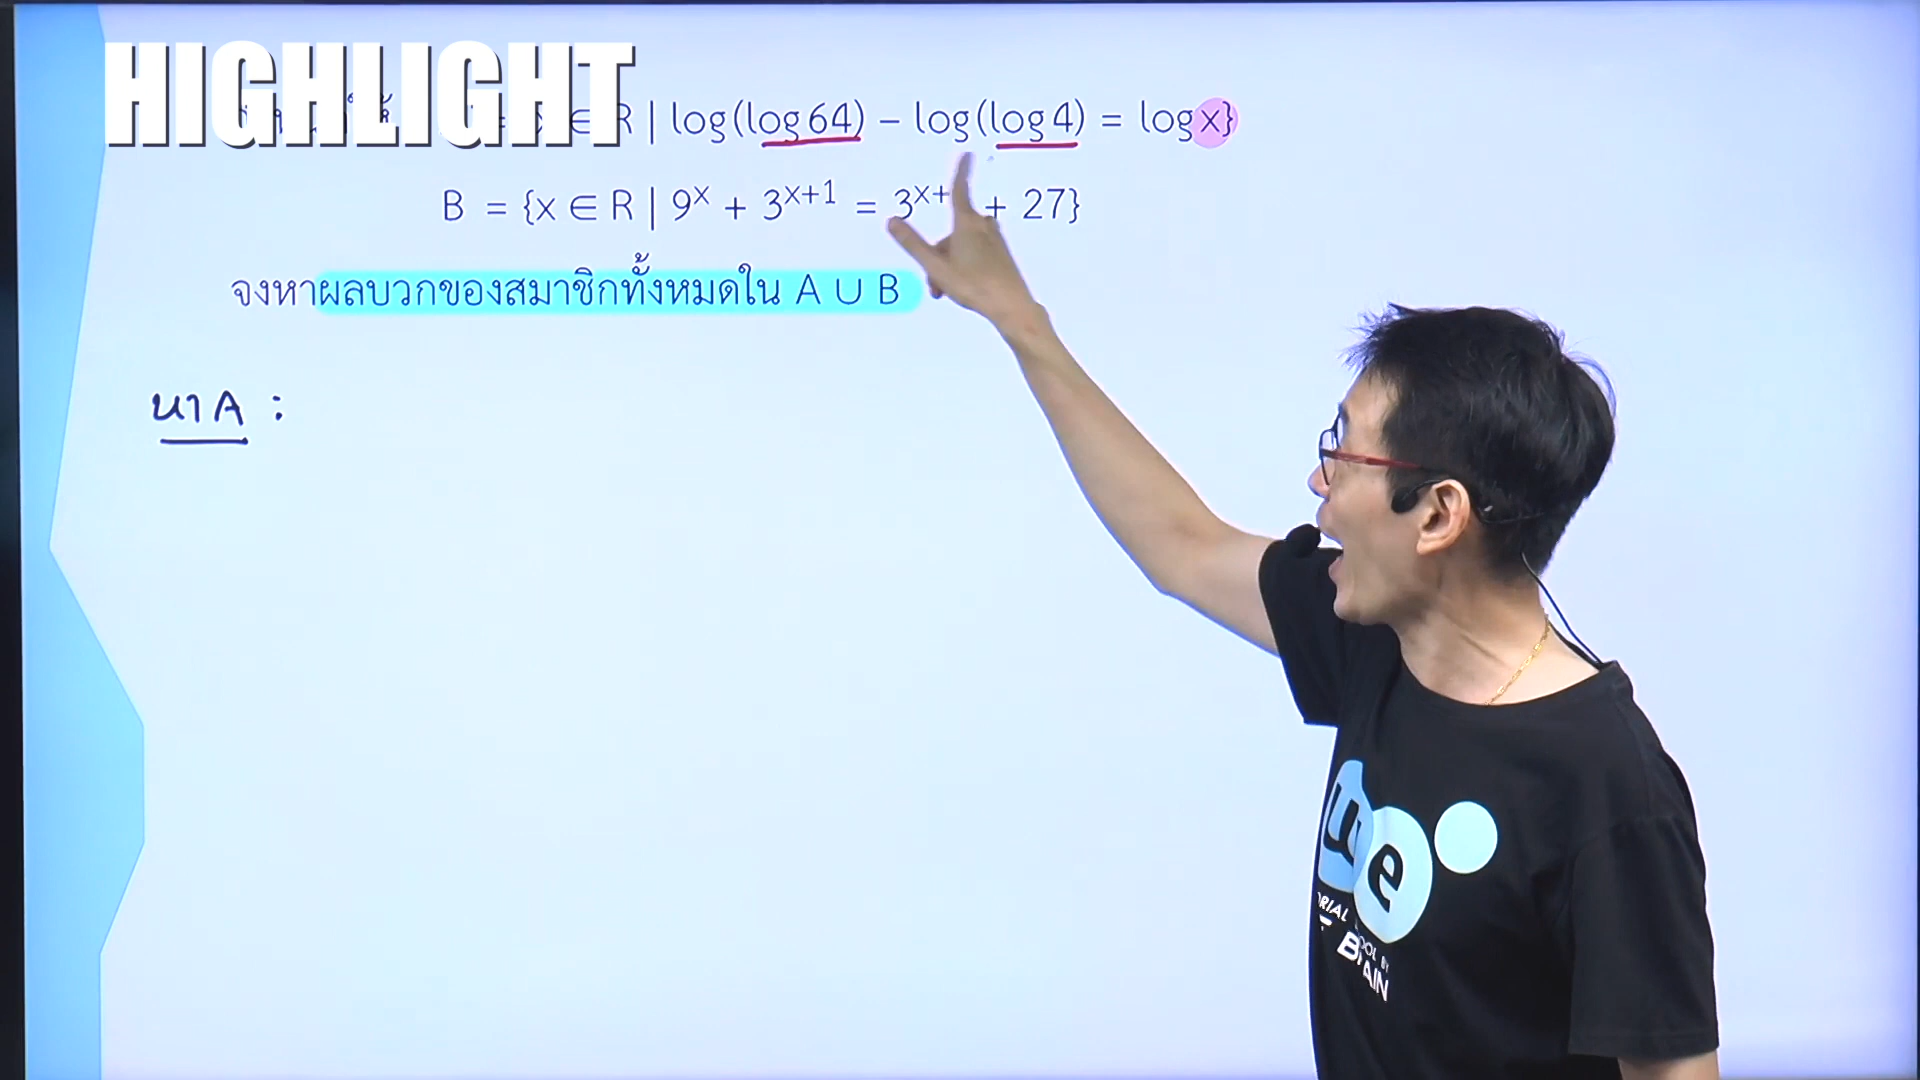 HIGHLIGHT
R | log(log 64) – log(log 4) = log x}
B = {x ∈ R | 9ˣ + 3ˣ⁺¹ = 3ˣ⁺ + 27}
จงหาผลบวกของสมาชิกทั้งหมดใน A ∪ B
หา A :
we
BRAIN